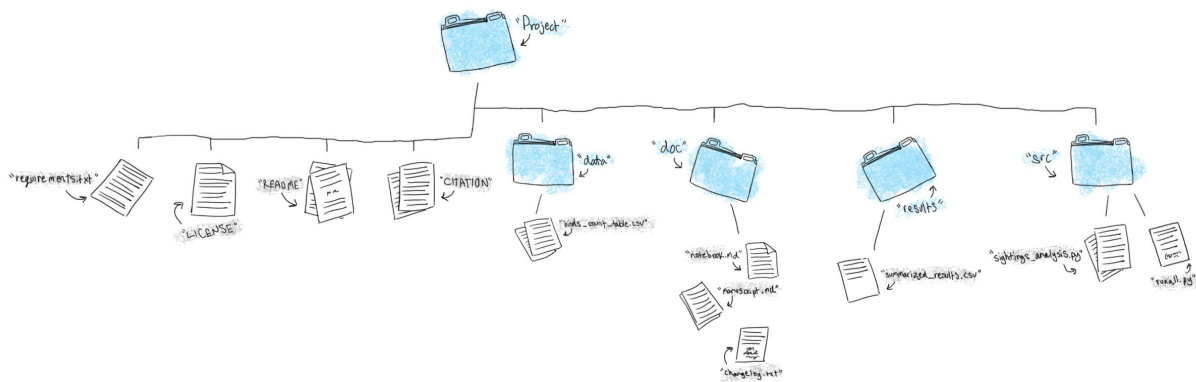 "Project"
"requirements.txt"
"LICENSE"
"README"
"CITATION"
"data"
"birds_count_table.csv"
"doc"
"notebook.md"
"manuscript.md"
"changelog.txt"
"results"
"summarized_results.csv"
"src"
"sightings_analysis.py"
"runall.py"